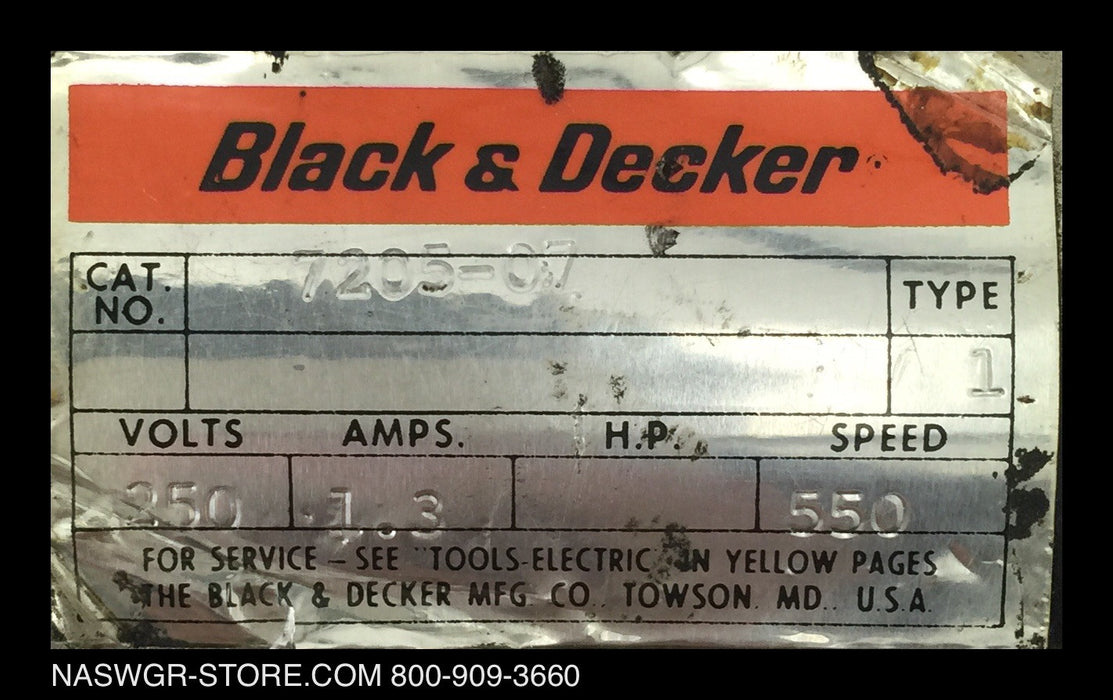 Black & Decker
7205-07
CAT. NO.
TYPE
1
VOLTS AMPS. H.P. SPEED
250 1.3 550
FOR SERVICE – SEE "TOOLS-ELECTRIC" IN YELLOW PAGES
THE BLACK & DECKER MFG. CO., TOWSON, MD., U.S.A.
NASWGR-STORE.COM 800-909-3660